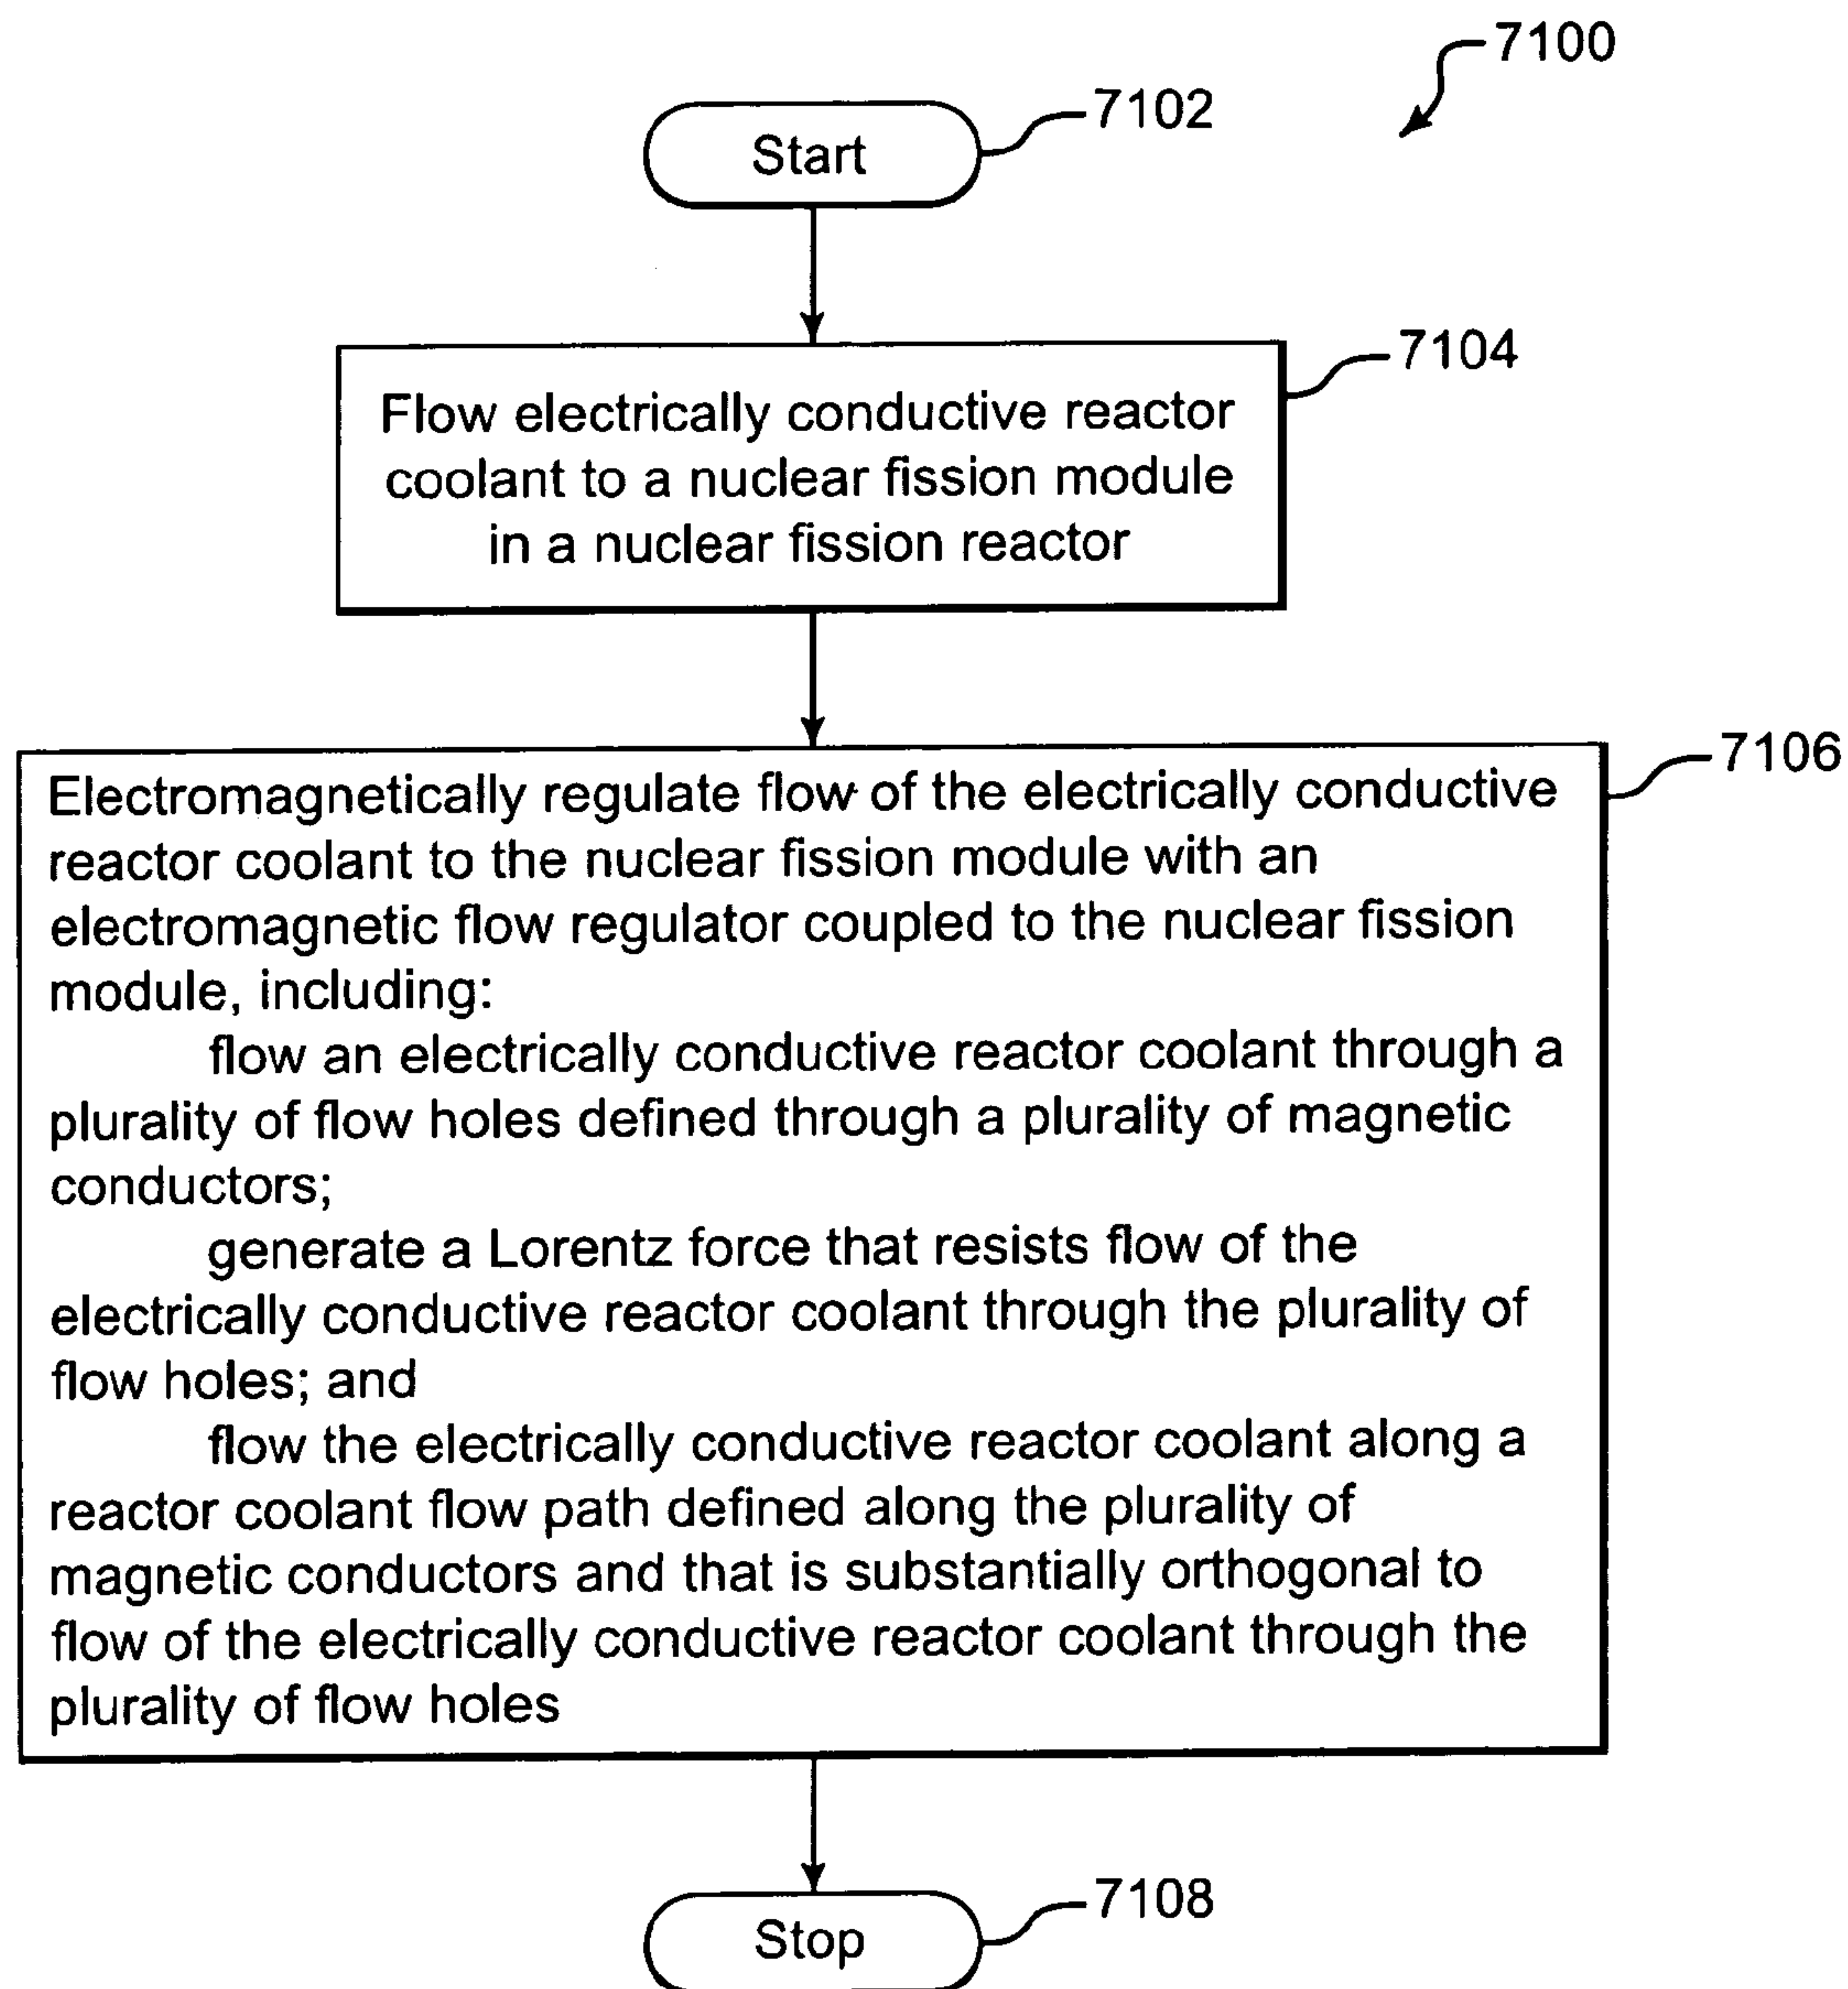 7100
7102
Start
7104
Flow electrically conductive reactor
coolant to a nuclear fission module
in a nuclear fission reactor
7106
Electromagnetically regulate flow of the electrically conductive
reactor coolant to the nuclear fission module with an
electromagnetic flow regulator coupled to the nuclear fission
module, including:
flow an electrically conductive reactor coolant through a
plurality of flow holes defined through a plurality of magnetic
conductors;
generate a Lorentz force that resists flow of the
electrically conductive reactor coolant through the plurality of
flow holes; and
flow the electrically conductive reactor coolant along a
reactor coolant flow path defined along the plurality of
magnetic conductors and that is substantially orthogonal to
flow of the electrically conductive reactor coolant through the
plurality of flow holes
7108
Stop